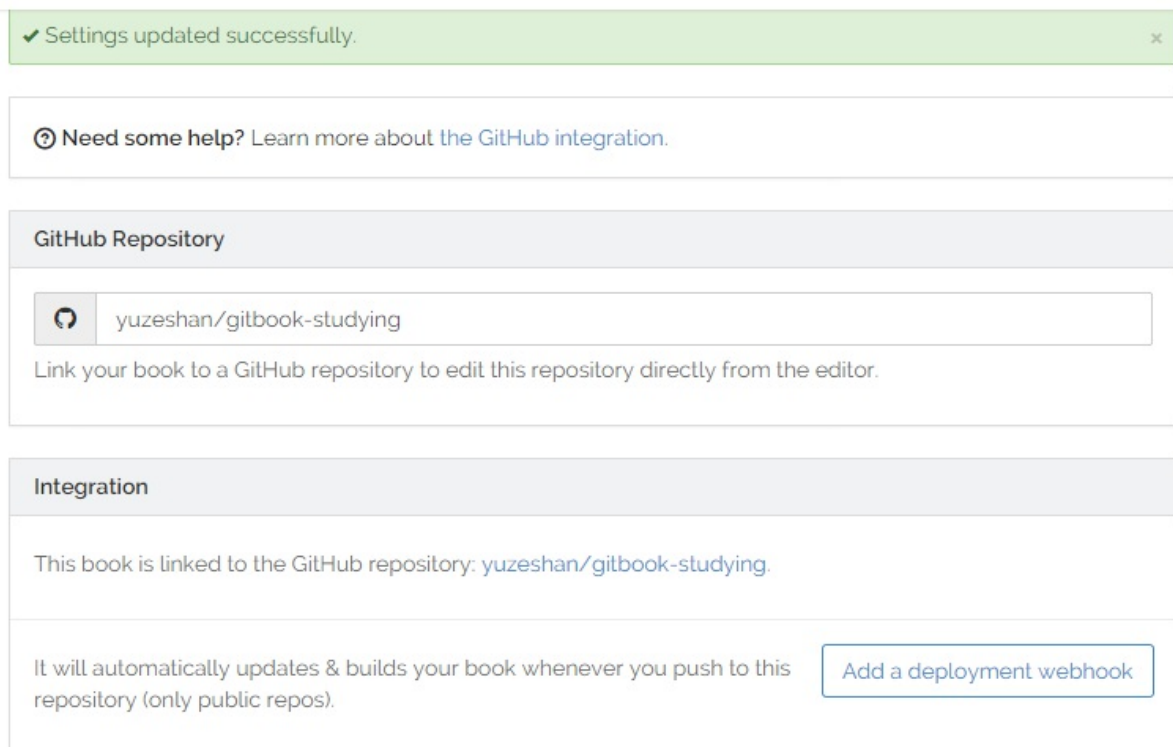 ✔ Settings updated successfully. ×
Need some help? Learn more about the GitHub integration.
GitHub Repository
yuzeshan/gitbook-studying
Link your book to a GitHub repository to edit this repository directly from the editor.
Integration
This book is linked to the GitHub repository: yuzeshan/gitbook-studying.
It will automatically updates & builds your book whenever you push to this
repository (only public repos).
Add a deployment webhook